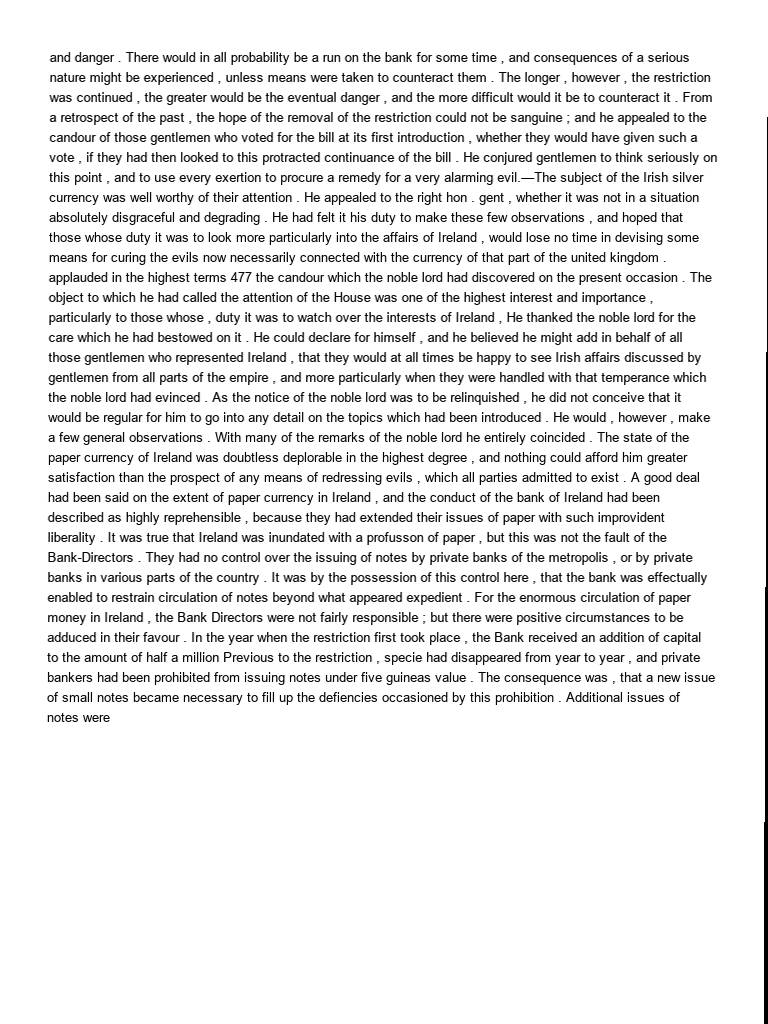 and danger . There would in all probability be a run on the bank for some time , and consequences of a serious
nature might be experienced , unless means were taken to counteract them . The longer , however , the restriction
was continued , the greater would be the eventual danger , and the more difficult would it be to counteract it . From
a retrospect of the past , the hope of the removal of the restriction could not be sanguine ; and he appealed to the
candour of those gentlemen who voted for the bill at its first introduction , whether they would have given such a
vote , if they had then looked to this protracted continuance of the bill . He conjured gentlemen to think seriously on
this point , and to use every exertion to procure a remedy for a very alarming evil.—The subject of the Irish silver
currency was well worthy of their attention . He appealed to the right hon . gent , whether it was not in a situation
absolutely disgraceful and degrading . He had felt it his duty to make these few observations , and hoped that
those whose duty it was to look more particularly into the affairs of Ireland , would lose no time in devising some
means for curing the evils now necessarily connected with the currency of that part of the united kingdom .
applauded in the highest terms 477 the candour which the noble lord had discovered on the present occasion . The
object to which he had called the attention of the House was one of the highest interest and importance ,
particularly to those whose , duty it was to watch over the interests of Ireland , He thanked the noble lord for the
care which he had bestowed on it . He could declare for himself , and he believed he might add in behalf of all
those gentlemen who represented Ireland , that they would at all times be happy to see Irish affairs discussed by
gentlemen from all parts of the empire , and more particularly when they were handled with that temperance which
the noble lord had evinced . As the notice of the noble lord was to be relinquished , he did not conceive that it
would be regular for him to go into any detail on the topics which had been introduced . He would , however , make
a few general observations . With many of the remarks of the noble lord he entirely coincided . The state of the
paper currency of Ireland was doubtless deplorable in the highest degree , and nothing could afford him greater
satisfaction than the prospect of any means of redressing evils , which all parties admitted to exist . A good deal
had been said on the extent of paper currency in Ireland , and the conduct of the bank of Ireland had been
described as highly reprehensible , because they had extended their issues of paper with such improvident
liberality . It was true that Ireland was inundated with a profusson of paper , but this was not the fault of the
Bank-Directors . They had no control over the issuing of notes by private banks of the metropolis , or by private
banks in various parts of the country . It was by the possession of this control here , that the bank was effectually
enabled to restrain circulation of notes beyond what appeared expedient . For the enormous circulation of paper
money in Ireland , the Bank Directors were not fairly responsible ; but there were positive circumstances to be
adduced in their favour . In the year when the restriction first took place , the Bank received an addition of capital
to the amount of half a million Previous to the restriction , specie had disappeared from year to year , and private
bankers had been prohibited from issuing notes under five guineas value . The consequence was , that a new issue
of small notes became necessary to fill up the defiencies occasioned by this prohibition . Additional issues of
notes were